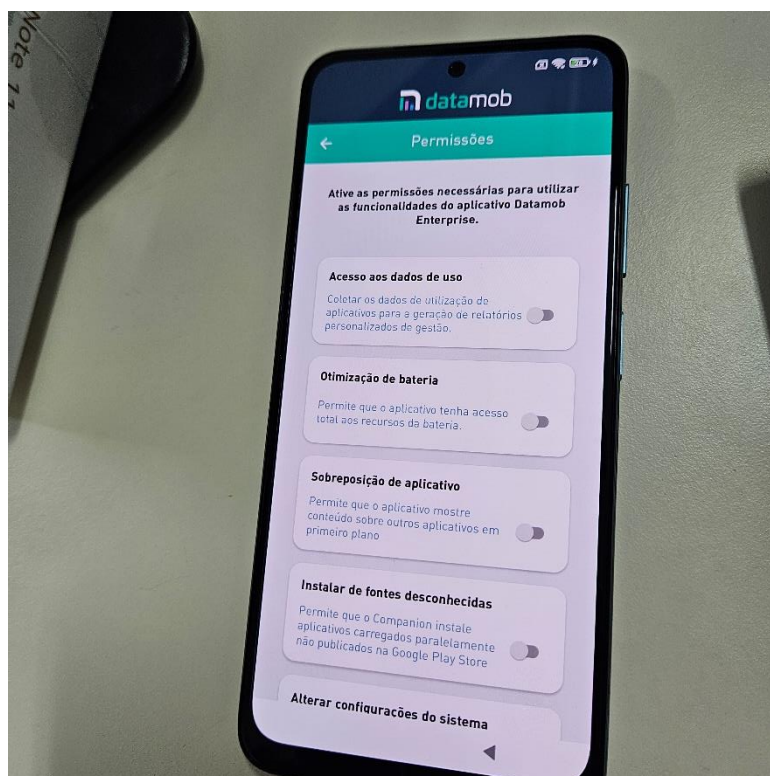 Note 11
datamob
Permissões
Ative as permissões necessárias para utilizar
as funcionalidades do aplicativo Datamob
Enterprise.
Acesso aos dados de uso
Coletar os dados de utilização de
aplicativos para a geração de relatórios
personalizados de gestão.
Otimização de bateria
Permite que o aplicativo tenha acesso
total aos recursos da bateria.
Sobreposição de aplicativo
Permite que o aplicativo mostre
conteúdo sobre outros aplicativos em
primeiro plano
Instalar de fontes desconhecidas
Permite que o Companion instale
aplicativos carregados paralelamente
não publicados na Google Play Store
Alterar configurações do sistema